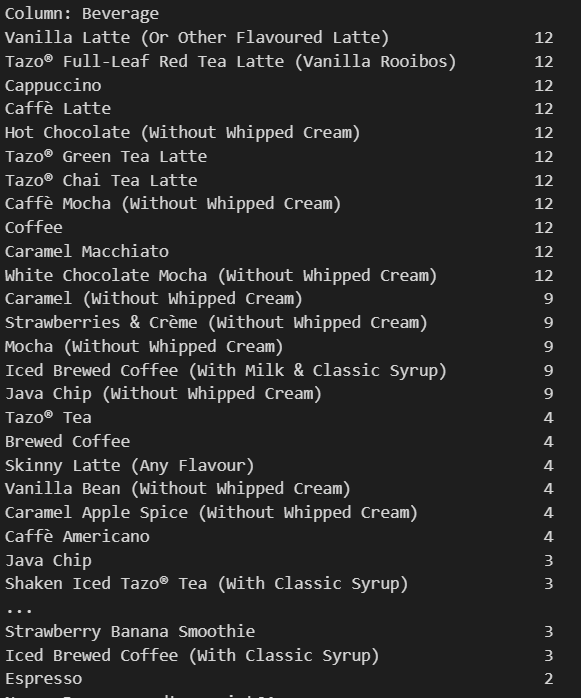 Column: Beverage
Vanilla Latte (Or Other Flavoured Latte) 12
Tazo® Full-Leaf Red Tea Latte (Vanilla Rooibos) 12
Cappuccino 12
Caffè Latte 12
Hot Chocolate (Without Whipped Cream) 12
Tazo® Green Tea Latte 12
Tazo® Chai Tea Latte 12
Caffè Mocha (Without Whipped Cream) 12
Coffee 12
Caramel Macchiato 12
White Chocolate Mocha (Without Whipped Cream) 12
Caramel (Without Whipped Cream) 9
Strawberries & Crème (Without Whipped Cream) 9
Mocha (Without Whipped Cream) 9
Iced Brewed Coffee (With Milk & Classic Syrup) 9
Java Chip (Without Whipped Cream) 9
Tazo® Tea 4
Brewed Coffee 4
Skinny Latte (Any Flavour) 4
Vanilla Bean (Without Whipped Cream) 4
Caramel Apple Spice (Without Whipped Cream) 4
Caffè Americano 4
Java Chip 3
Shaken Iced Tazo® Tea (With Classic Syrup) 3
...
Strawberry Banana Smoothie 3
Iced Brewed Coffee (With Classic Syrup) 3
Espresso 2